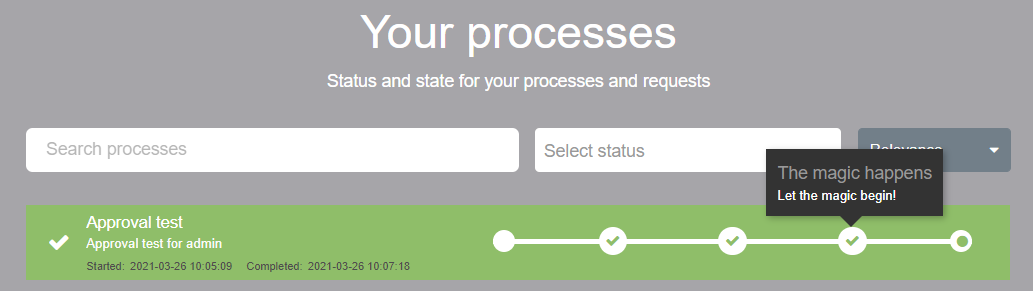 Your processes
Status and state for your processes and requests
Search processes
Select status
Relevance
The magic happens
Let the magic begin!
Approval test
Approval test for admin
Started: 2021-03-26 10:05:09 Completed: 2021-03-26 10:07:18